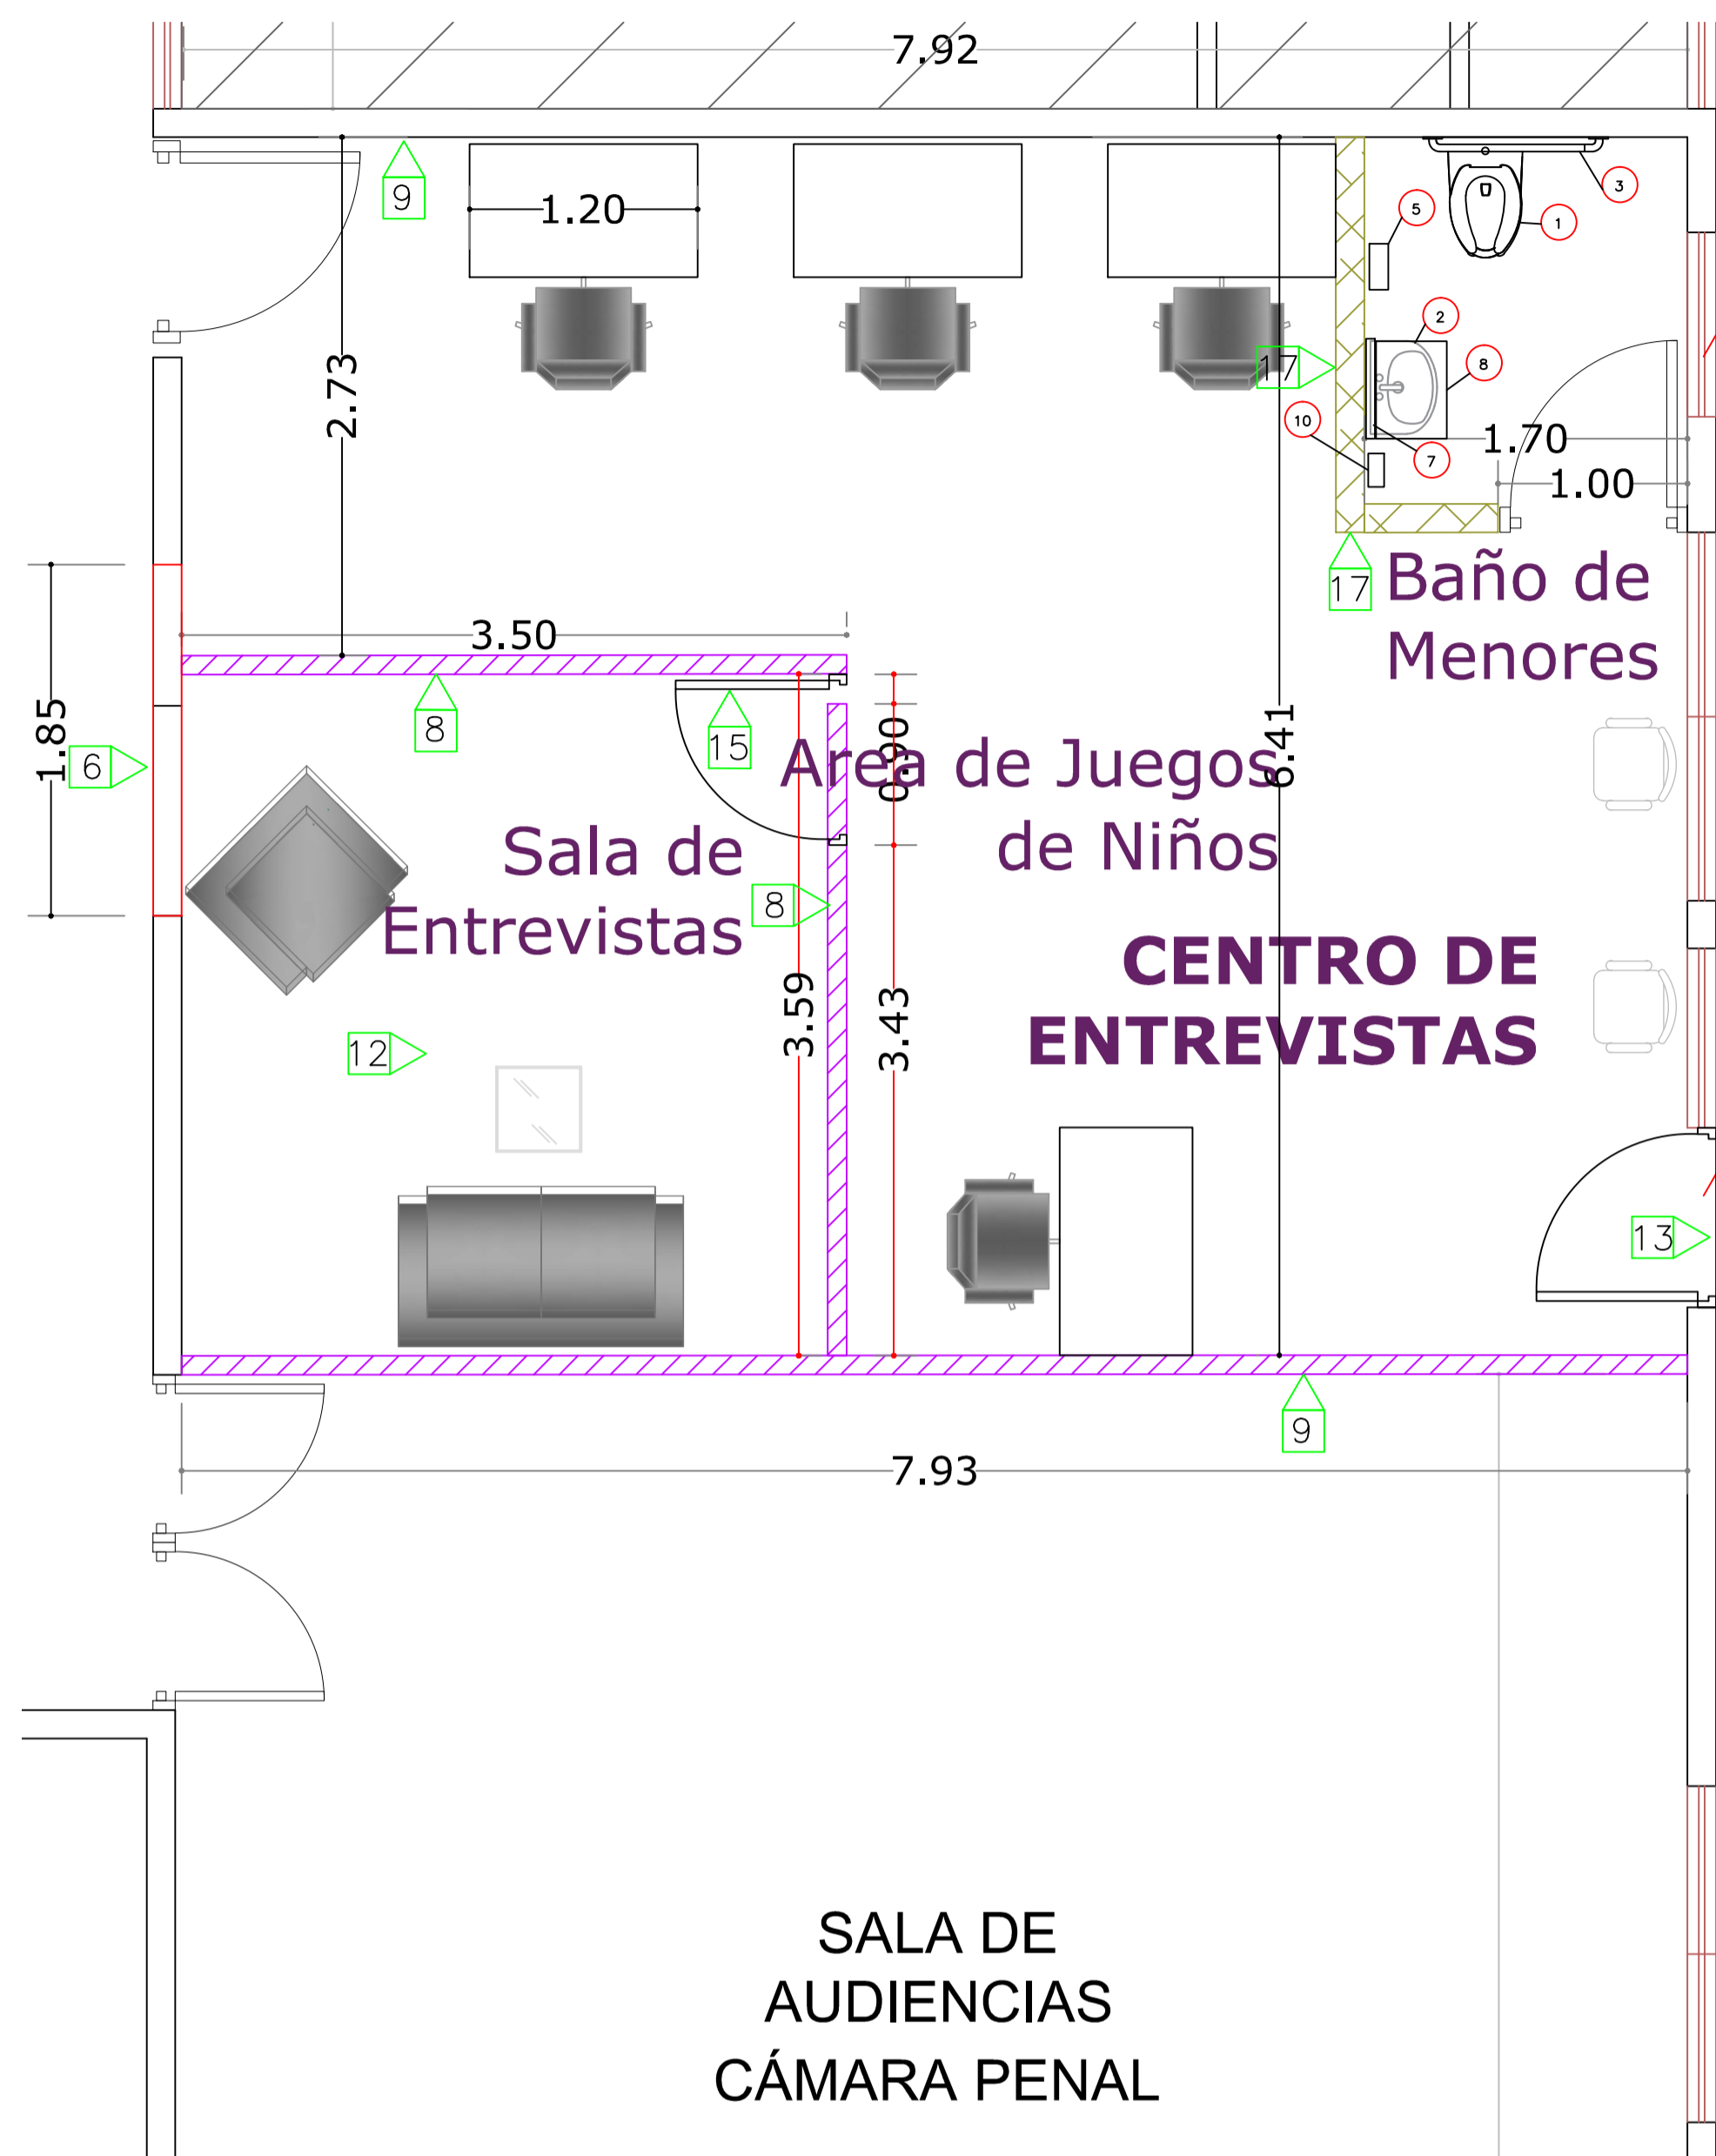 7.92
9
1.20
3
5
1
2
8
17
2.73
10
1.70
7
1.00
17
Baño de
Menores
3.50
1.85
6
8
15
0.90
6.41
Area de Juegos
de Niños
Sala de
Entrevistas
8
CENTRO DE
ENTREVISTAS
3.59
3.43
12
13
9
7.93
SALA DE
AUDIENCIAS
CÁMARA PENAL